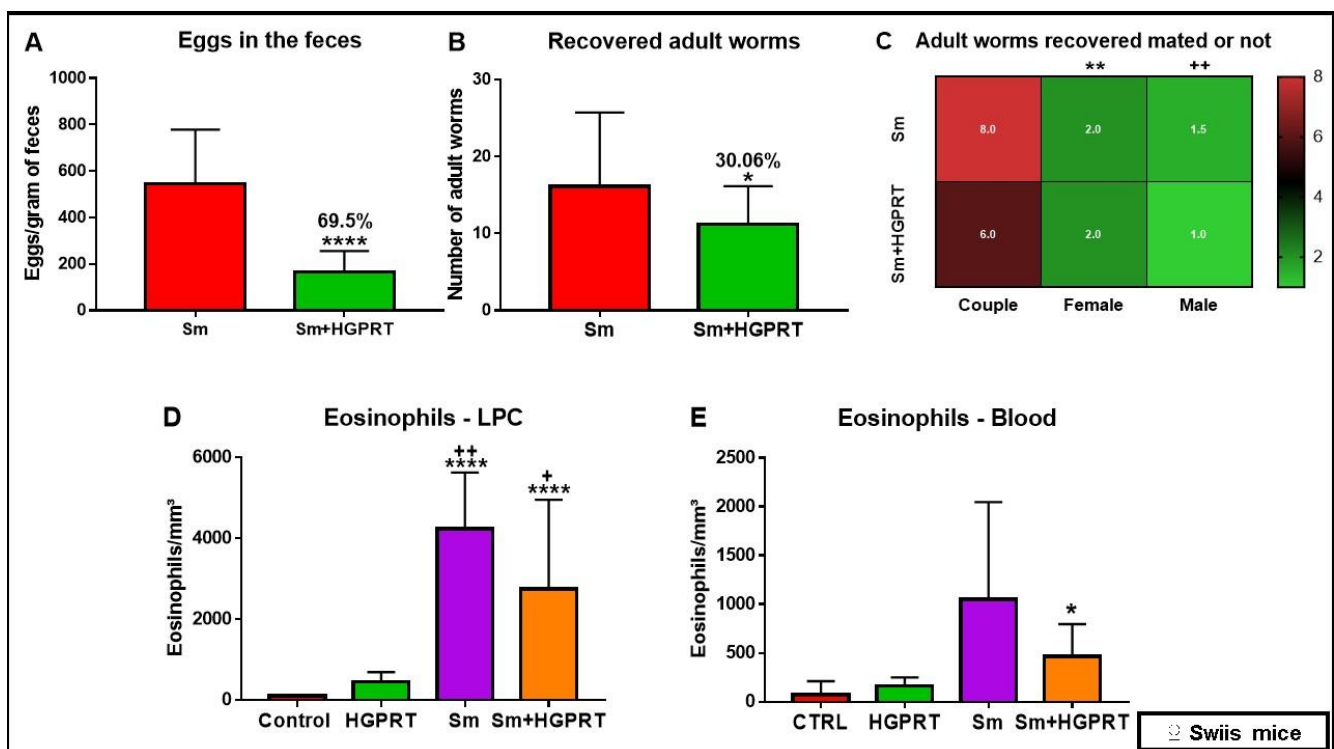 A Eggs in the feces
Eggs/gram of feces
1000
800
600
400
200
0
69.5%
****
Sm Sm+HGPRT
B Recovered adult worms
Number of adult worms
30
20
10
0
30.06%
*
Sm Sm+HGPRT
C Adult worms recovered mated or not
** ++
Sm 8.0 2.0 1.5
Sm+HGPRT 6.0 2.0 1.0
Couple Female Male
8
6
4
2
D Eosinophils - LPC
Eosinophils/mm³
6000
4000
2000
0
++
****
+
****
Control HGPRT Sm Sm+HGPRT
E Eosinophils - Blood
Eosinophils/mm³
2500
2000
1500
1000
500
0
*
CTRL HGPRT Sm Sm+HGPRT
♀ Swiis mice